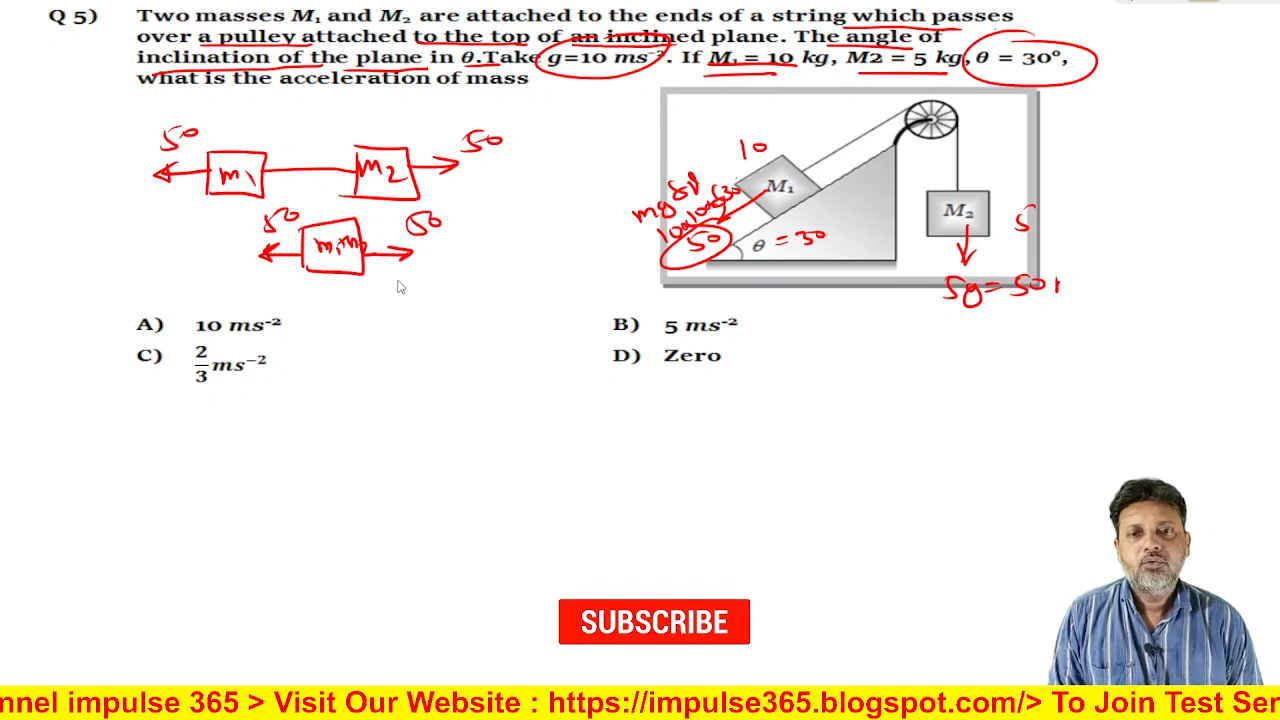 Q 5) Two masses M₁ and M₂ are attached to the ends of a string which passes
over a pulley attached to the top of an inclined plane. The angle of
inclination of the plane in θ. Take g=10 ms⁻². If M₁ = 10 kg, M2 = 5 kg, θ = 30°,
what is the acceleration of mass
50
50
m1
M2
50
50
10
M₁
mg
10×10×
30
50
θ = 30
M₂
5
5g = 50
A) 10 ms⁻²
B) 5 ms⁻²
C) 2/3 ms⁻²
D) Zero
SUBSCRIBE
nnel impulse 365 > Visit Our Website : https://impulse365.blogspot.com/> To Join Test Ser